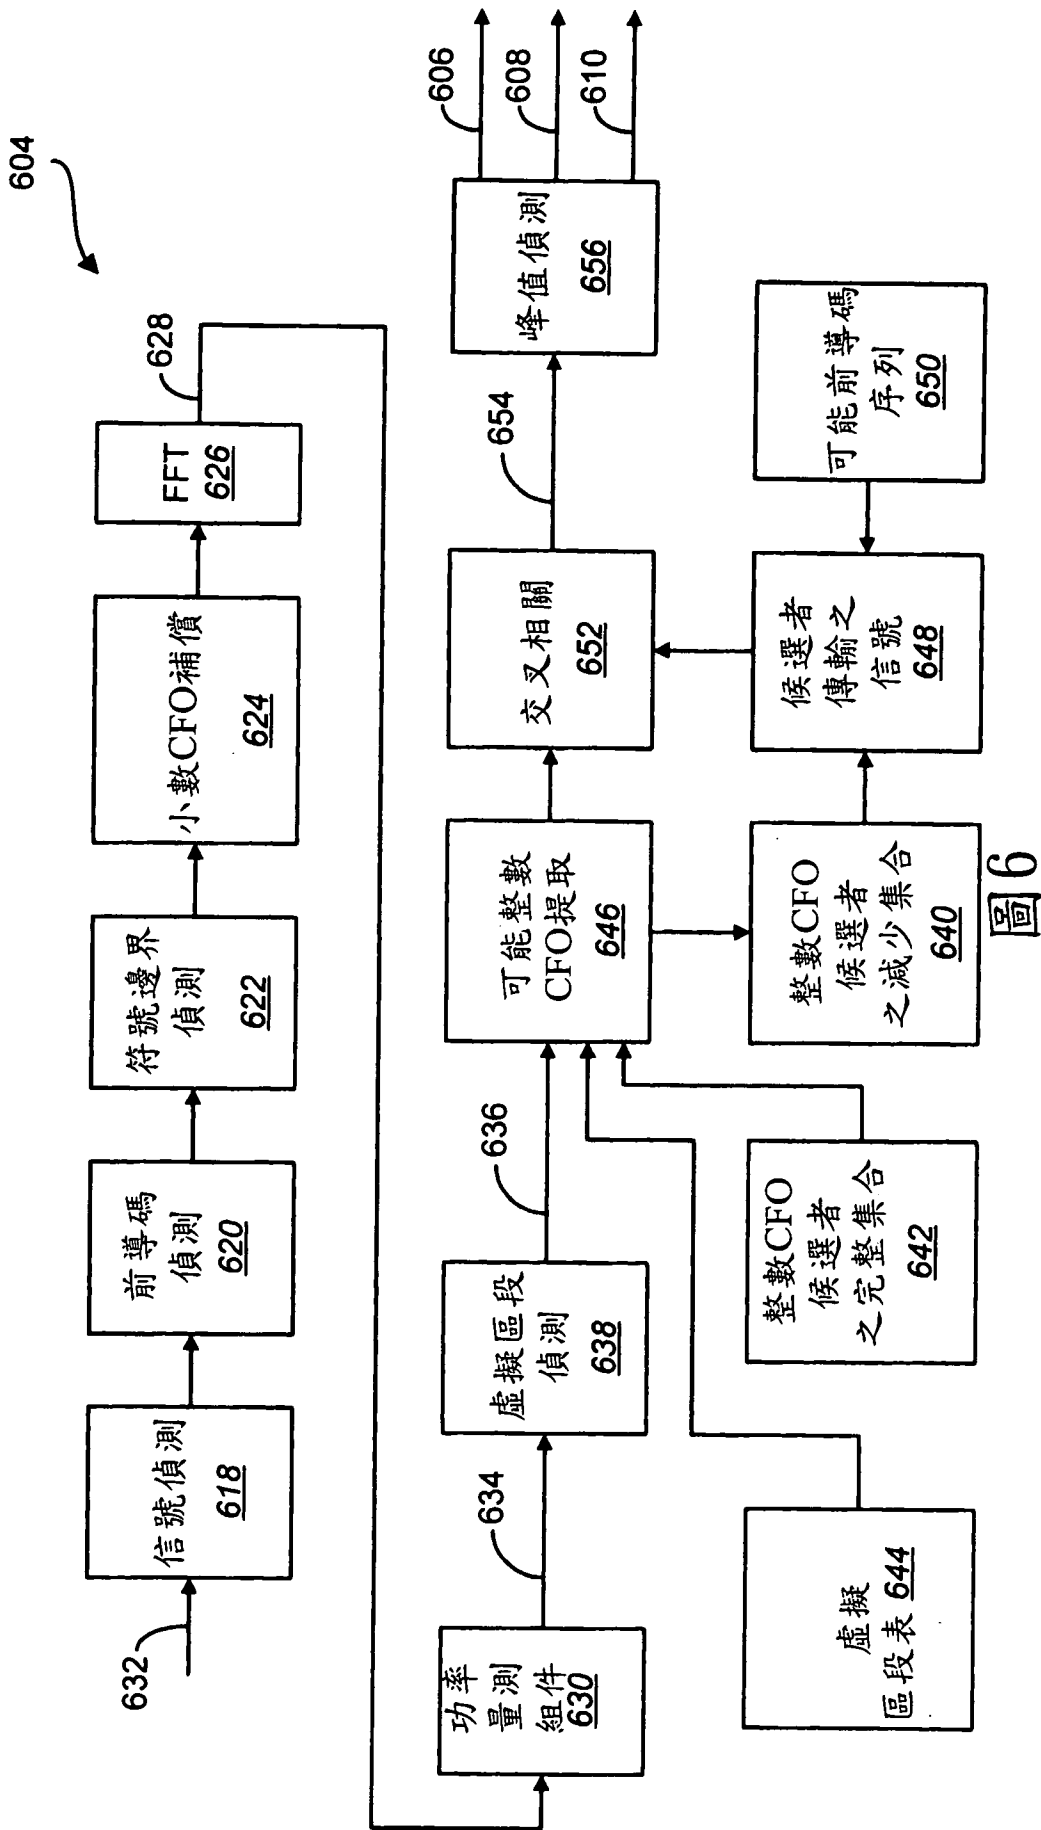 604
632
信號偵測
618
前導碼
偵測
620
符號邊界
偵測
622
小數CFO補償
624
FFT
626
628
功率
量測
組件
630
634
虛擬區段
偵測
638
636
可能整數
CFO提取
646
交叉相關
652
654
峰值偵測
656
606
608
610
虛擬
區段表
644
整數CFO
候選者
之完整集合
642
整數CFO
候選者
之減少集合
640
候選者
傳輸之
信號
648
可能前導碼
序列
650
圖6